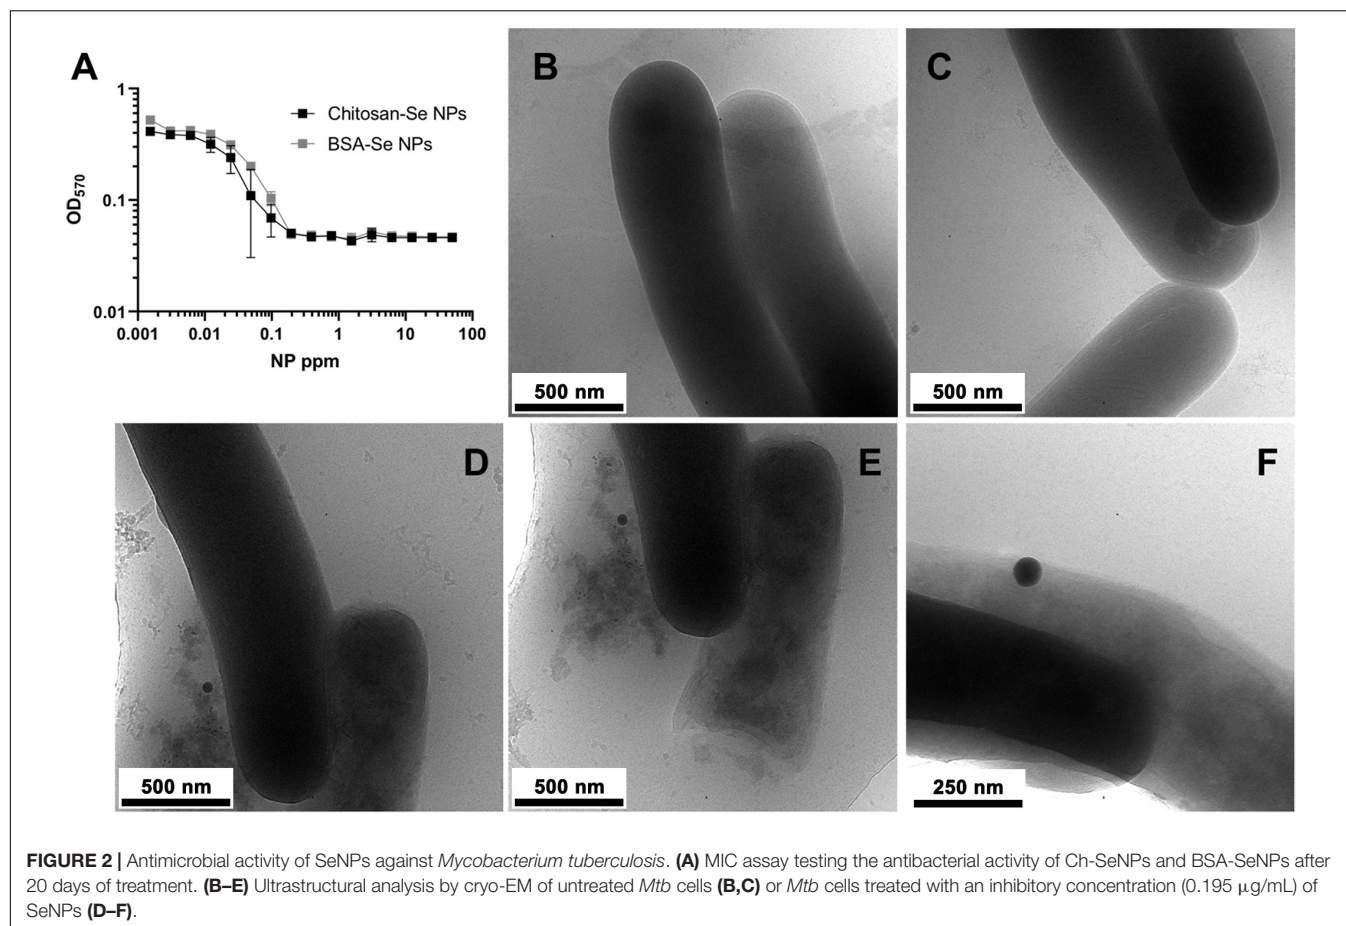 A
1
0.1
0.01
OD570
0.001 0.01 0.1 1 10 100
NP ppm
Chitosan-Se NPs
BSA-Se NPs
B
500 nm
C
500 nm
D
500 nm
E
500 nm
F
250 nm
FIGURE 2 | Antimicrobial activity of SeNPs against Mycobacterium tuberculosis. (A) MIC assay testing the antibacterial activity of Ch-SeNPs and BSA-SeNPs after
20 days of treatment. (B–E) Ultrastructural analysis by cryo-EM of untreated Mtb cells (B,C) or Mtb cells treated with an inhibitory concentration (0.195 μg/mL) of
SeNPs (D–F).